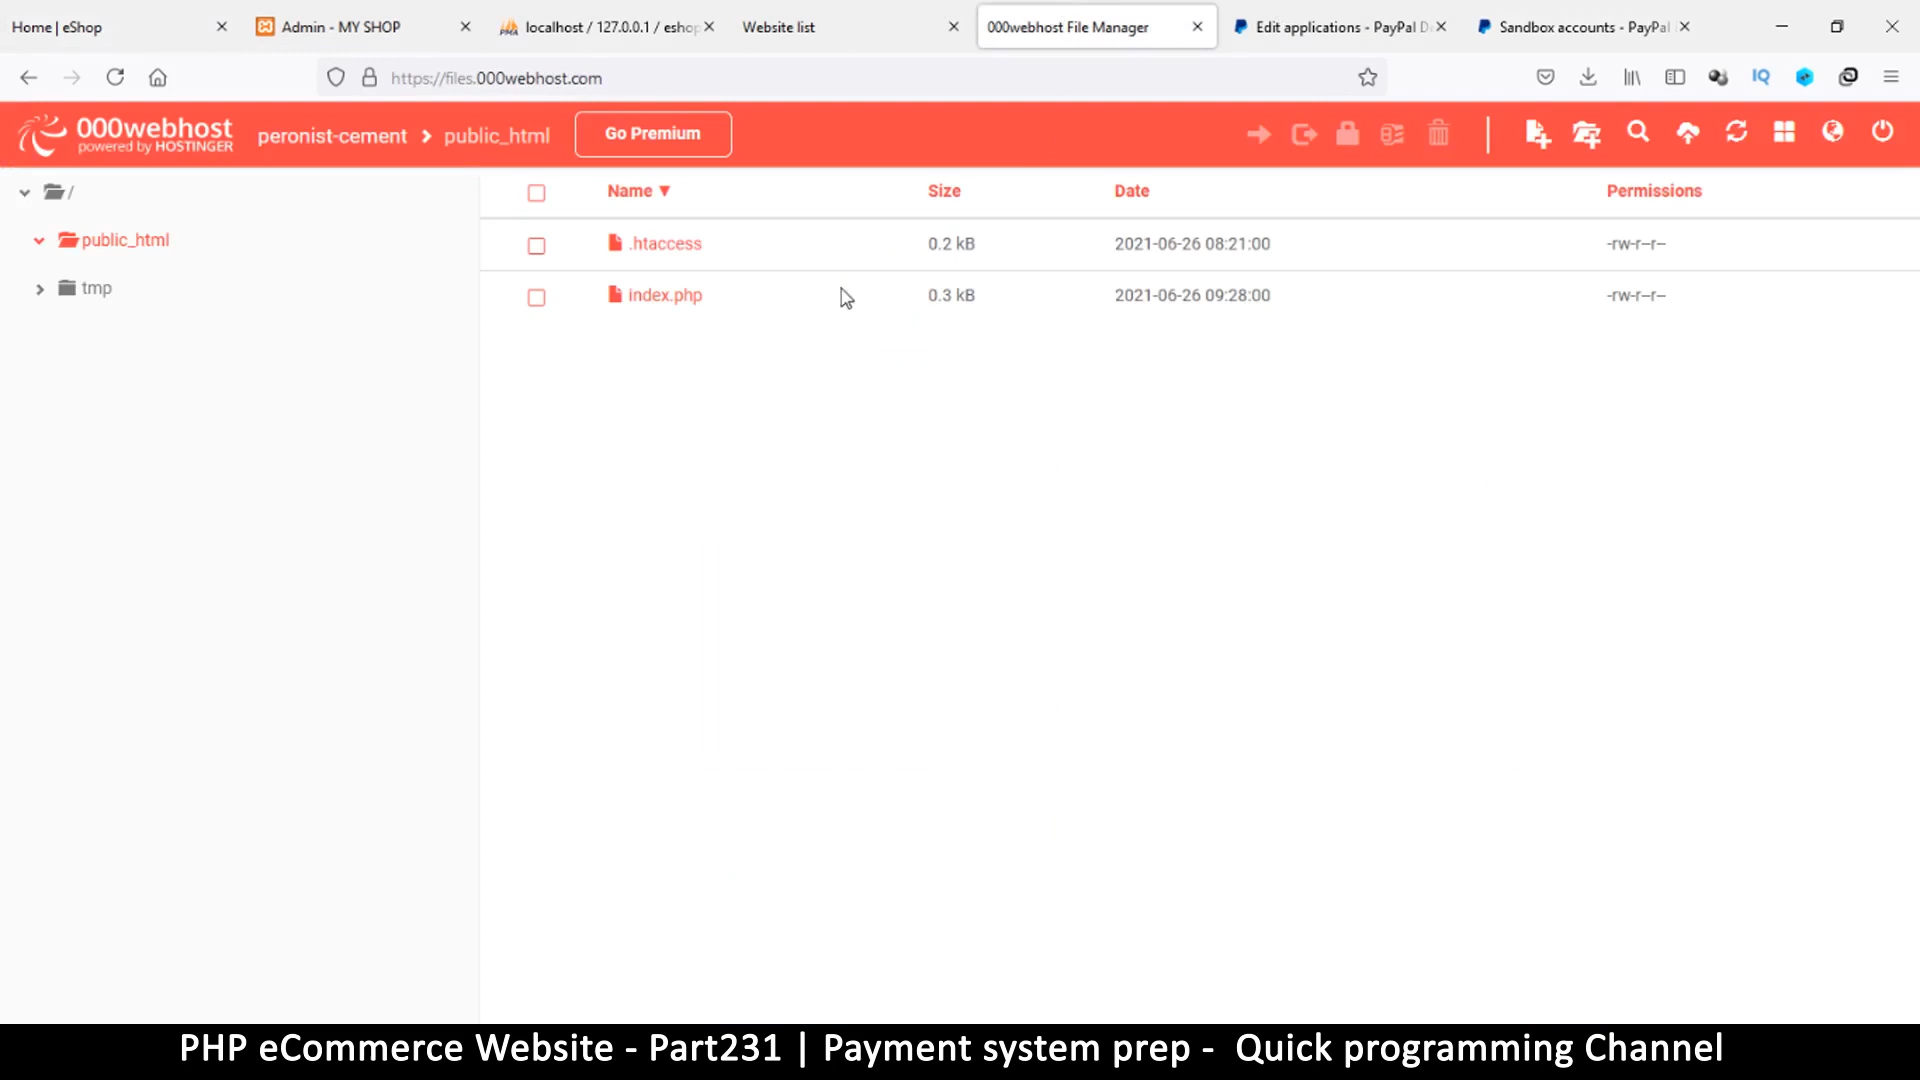 Home | eShop
Admin - MY SHOP
localhost / 127.0.0.1 / eshop
Website list
000webhost File Manager
Edit applications - PayPal D
Sandbox accounts - PayPal
https://files.000webhost.com
IQ
000webhost
powered by HOSTINGER
peronist-cement > public_html
Go Premium
/
public_html
tmp
Name ▼ Size Date Permissions
.htaccess 0.2 kB 2021-06-26 08:21:00 -rw-r--r--
index.php 0.3 kB 2021-06-26 09:28:00 -rw-r--r--
PHP eCommerce Website - Part231 | Payment system prep - Quick programming Channel